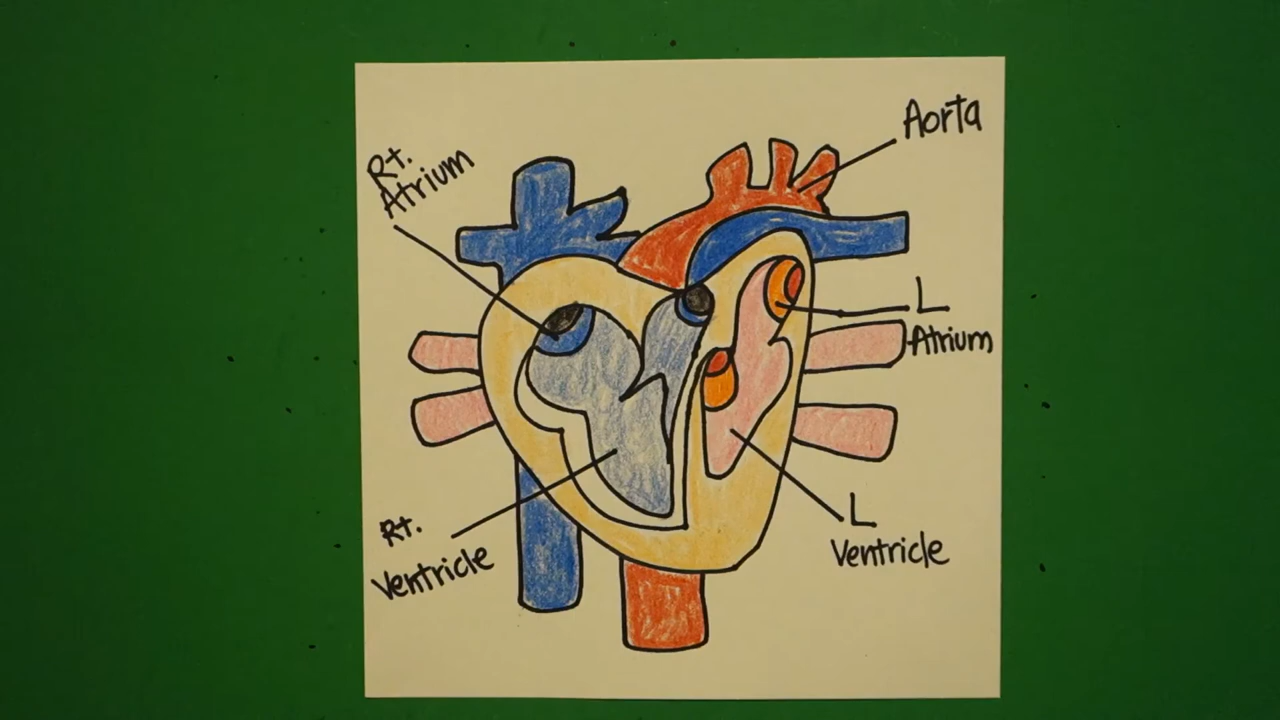 Aorta
Rt.
Atrium
L
Atrium
Rt.
Ventricle
L
Ventricle